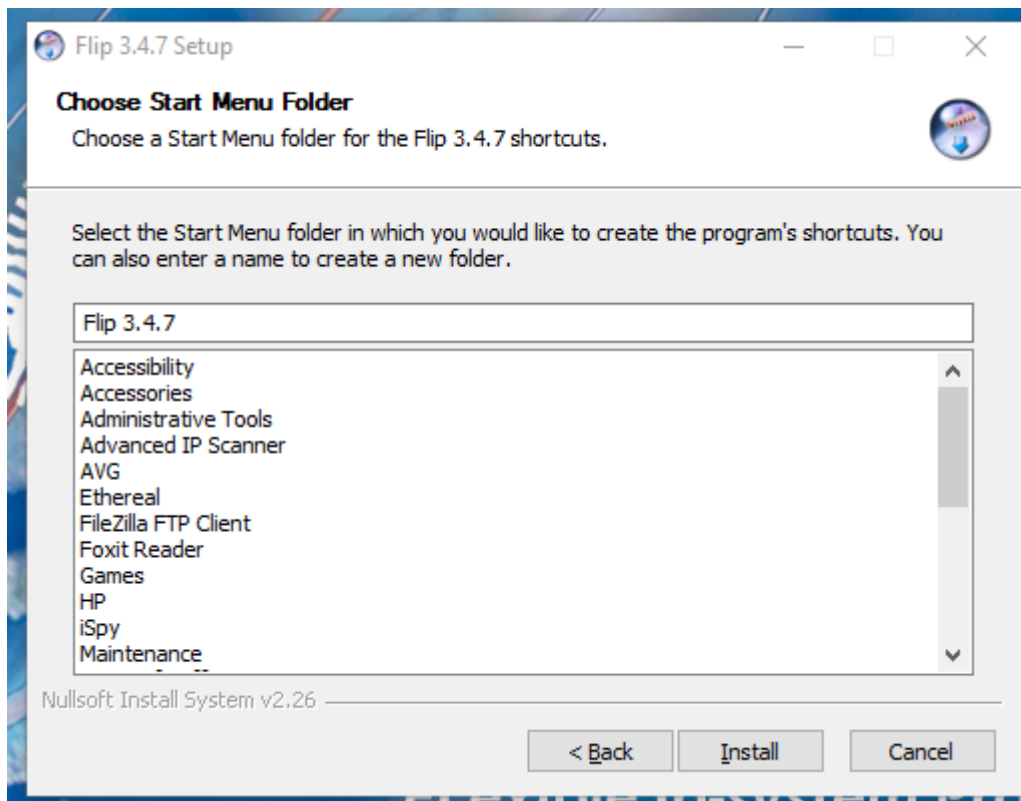 Flip 3.4.7 Setup
Choose Start Menu Folder
Choose a Start Menu folder for the Flip 3.4.7 shortcuts.
Select the Start Menu folder in which you would like to create the program's shortcuts. You
can also enter a name to create a new folder.
Flip 3.4.7
Accessibility
Accessories
Administrative Tools
Advanced IP Scanner
AVG
Ethereal
FileZilla FTP Client
Foxit Reader
Games
HP
iSpy
Maintenance
Nullsoft Install System v2.26
< Back
Install
Cancel